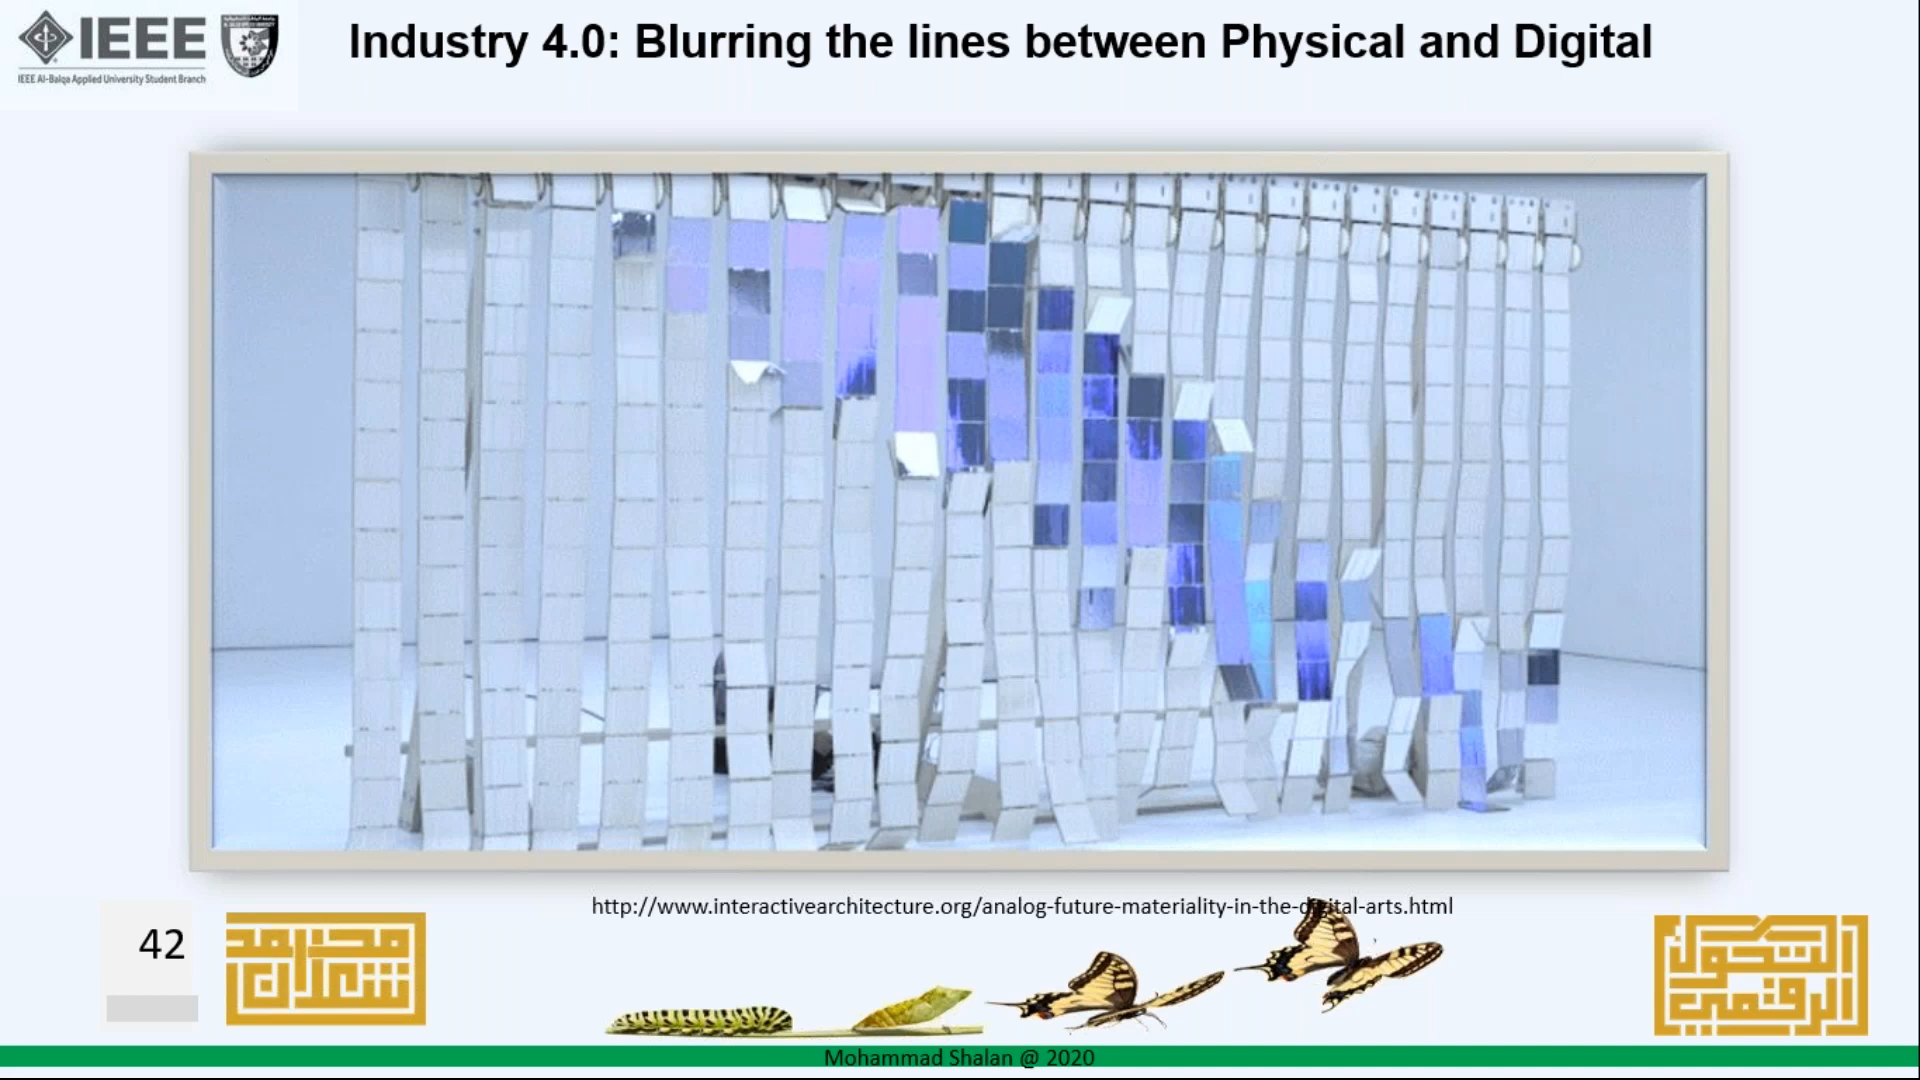 IEEE
IEEE Al-Balqa Applied University Student Branch
Industry 4.0: Blurring the lines between Physical and Digital
http://www.interactivearchitecture.org/analog-future-materiality-in-the-digital-arts.html
42
محمد
شعلان
التحول
الرقمي
Mohammad Shalan @ 2020